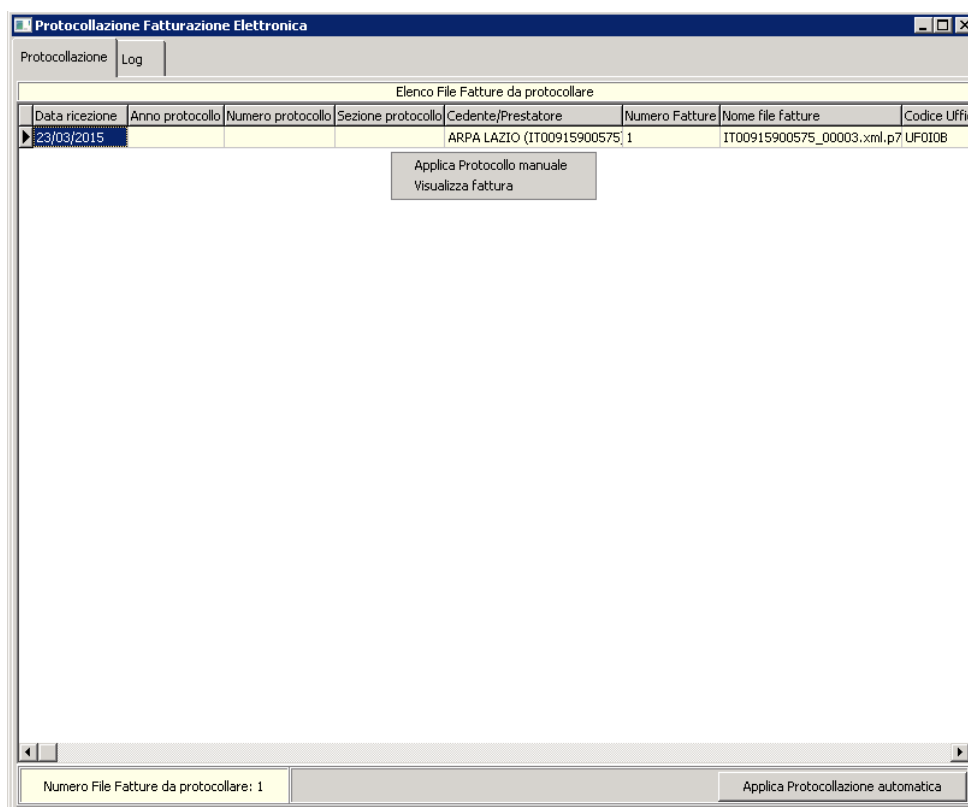 Protocollazione Fatturazione Elettronica
Protocollazione Log
Elenco File Fatture da protocollare
Data ricezione Anno protocollo Numero protocollo Sezione protocollo Cedente/Prestatore Numero Fatture Nome file fatture Codice Uffi
23/03/2015 ARPA LAZIO (IT00915900575) 1 IT00915900575_00003.xml.p7 UF0I0B
Applica Protocollo manuale
Visualizza fattura
Numero File Fatture da protocollare: 1 Applica Protocollazione automatica